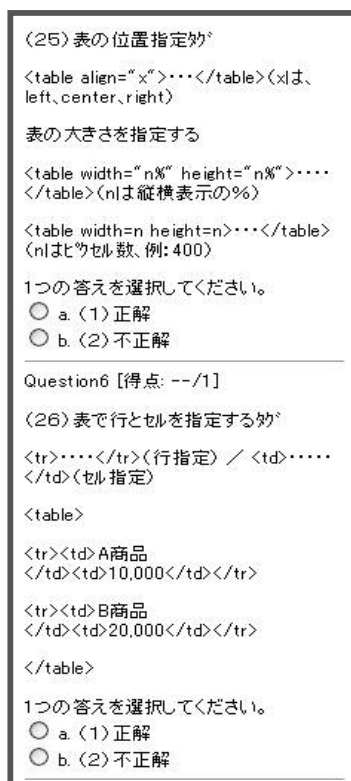 (25)表の位置指定ﾀｸﾞ
<table align="x">･･･</table>(xは、
left、center、right)
表の大きさを指定する
<table width="n%" height="n%">････
</table>(nは縦横表示の%)
<table width=n height=n>･･･</table>
(nはﾋﾟｸｾﾙ数、例:400)
1つの答えを選択してください。
a. (1)正解
b. (2)不正解
Question6 [得点: --/1]
(26)表で行とセルを指定するﾀｸﾞ
<tr>････</tr>(行指定) ／ <td>･････
</td>(ｾﾙ指定)
<table>
<tr><td>A商品
</td><td>10,000</td></tr>
<tr><td>B商品
</td><td>20,000</td></tr>
</table>
1つの答えを選択してください。
a. (1)正解
b. (2)不正解